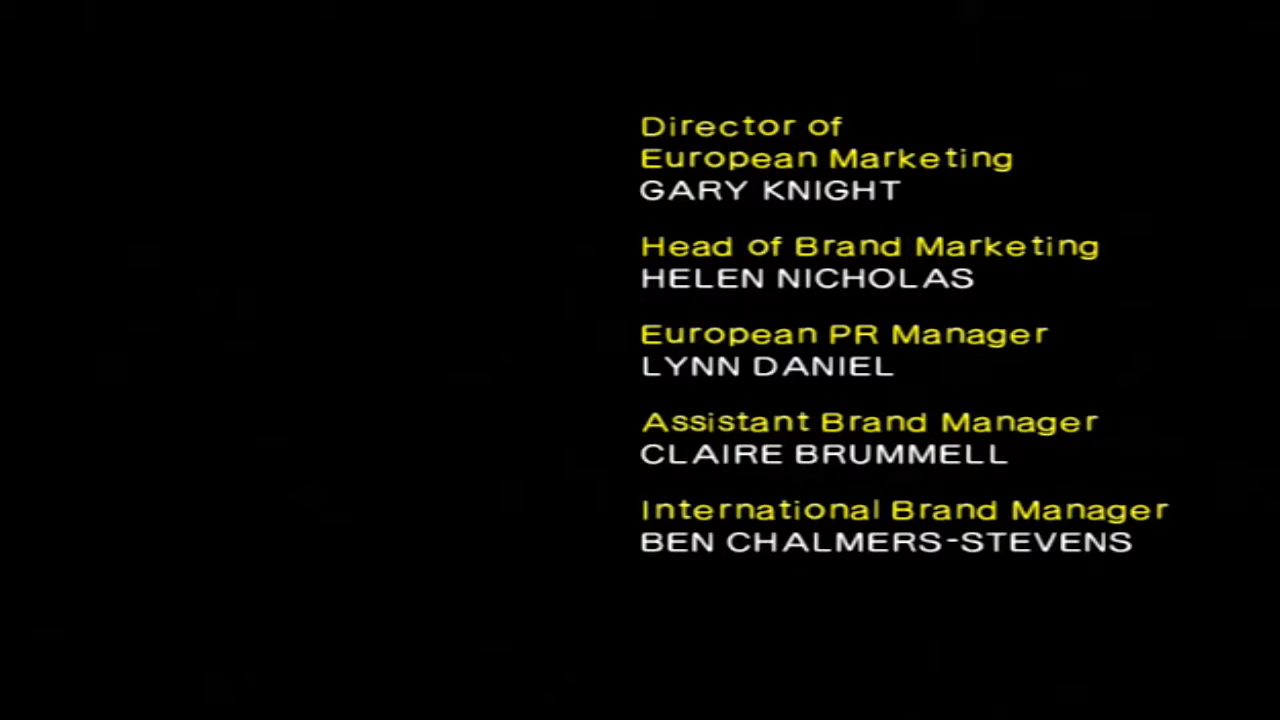 Director of
European Marketing
GARY KNIGHT
Head of Brand Marketing
HELEN NICHOLAS
European PR Manager
LYNN DANIEL
Assistant Brand Manager
CLAIRE BRUMMELL
International Brand Manager
BEN CHALMERS-STEVENS